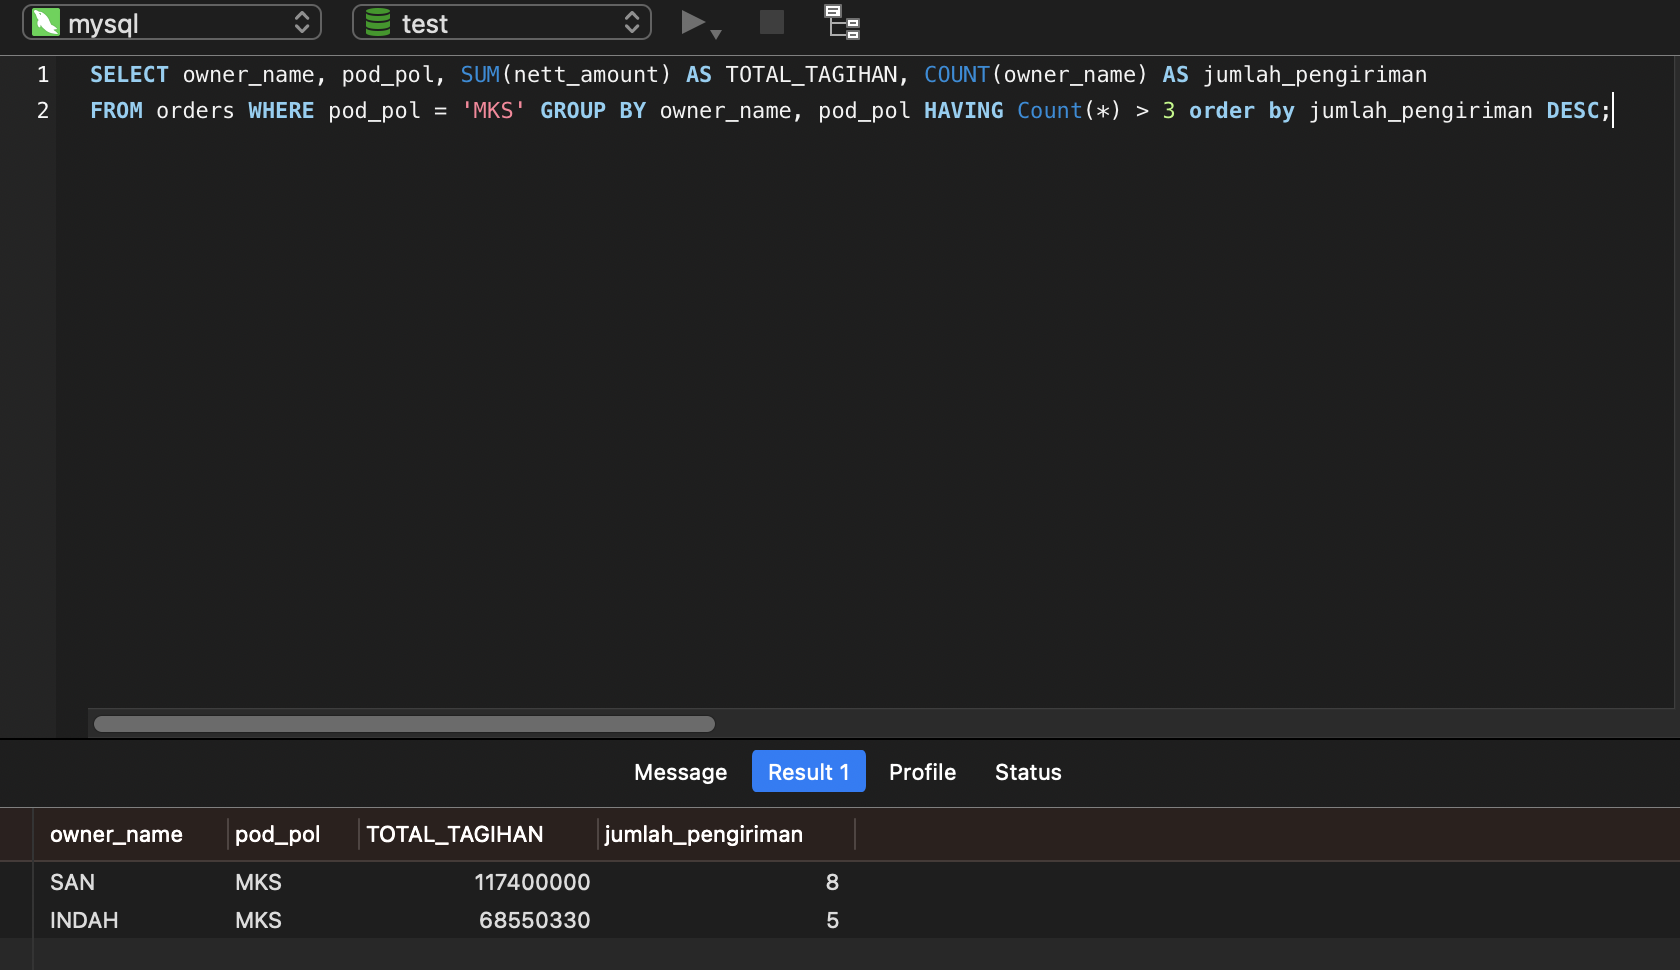 mysql test
1 SELECT owner_name, pod_pol, SUM(nett_amount) AS TOTAL_TAGIHAN, COUNT(owner_name) AS jumlah_pengiriman
2 FROM orders WHERE pod_pol = 'MKS' GROUP BY owner_name, pod_pol HAVING Count(*) > 3 order by jumlah_pengiriman DESC;
Message Result 1 Profile Status
owner_name pod_pol TOTAL_TAGIHAN jumlah_pengiriman
SAN MKS 117400000 8
INDAH MKS 68550330 5